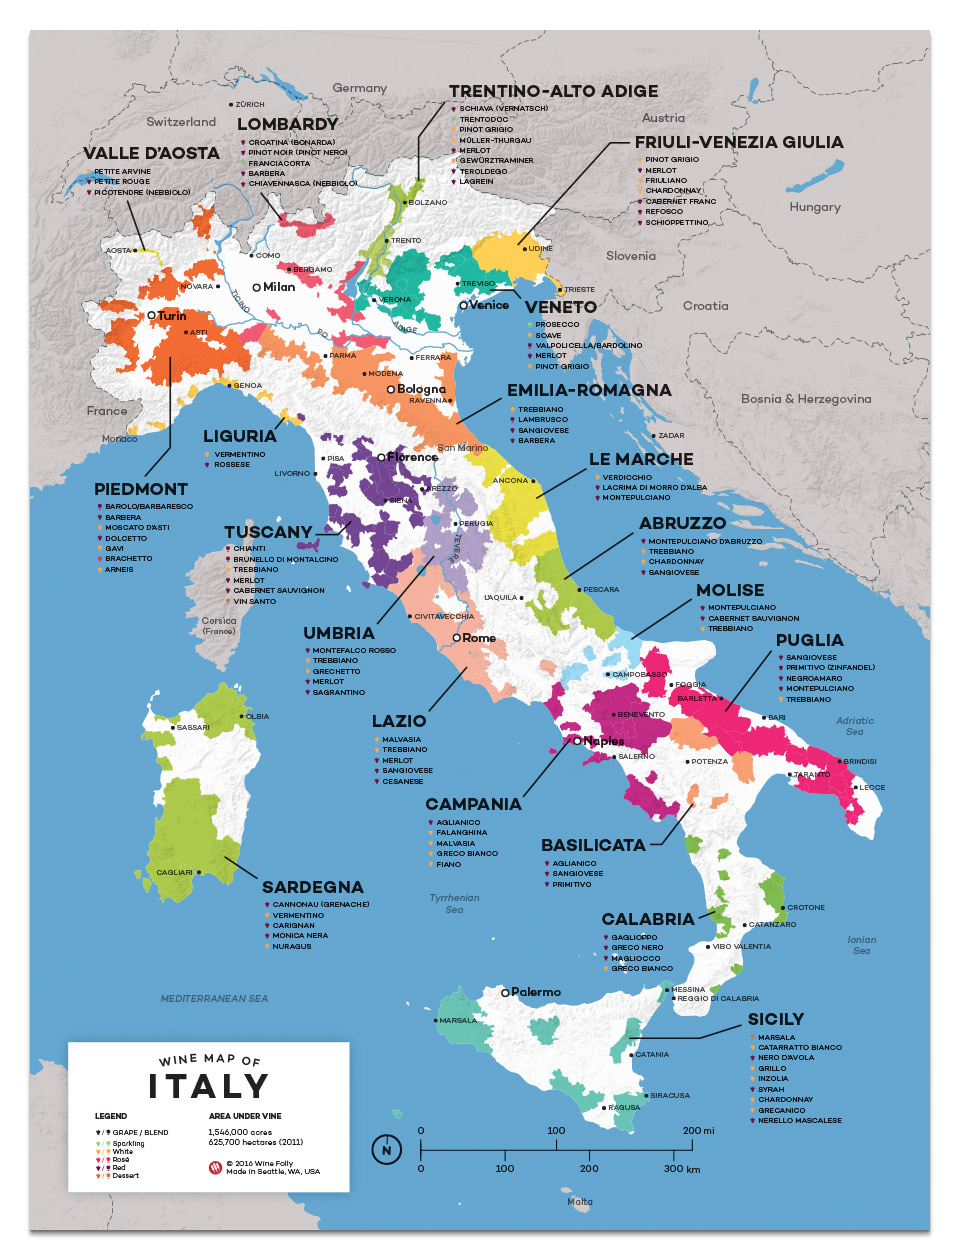 Germany
ZÜRICH
Switzerland
Austria
Hungary
Slovenia
Croatia
Bosnia & Herzegovina
ZADAR
France
Monaco
San Marino
Corsica
(France)
Malta
TRENTINO-ALTO ADIGE
SCHIAVA (VERNATSCH)
TRENTODOC
PINOT GRIGIO
MÜLLER-THURGAU
MERLOT
GEWÜRZTRAMINER
TEROLDEGO
LAGREIN
LOMBARDY
CROATINA (BONARDA)
PINOT NOIR (PINOT NERO)
FRANCIACORTA
BARBERA
CHIAVENNASCA (NEBBIOLO)
VALLE D'AOSTA
PETITE ARVINE
PETITE ROUGE
PICOTENDRE (NEBBIOLO)
FRIULI-VENEZIA GIULIA
PINOT GRIGIO
MERLOT
FRIULIANO
CHARDONNAY
CABERNET FRANC
REFOSCO
SCHIOPPETTINO
BOLZANO
TRENTO
UDINE
TRIESTE
AOSTA
COMO
BERGAMO
NOVARA
Milan
TICINO
Turin
ASTI
PO
VERONA
ADIGE
TREVISO
Venice
VENETO
PROSECCO
SOAVE
VALPOLICELLA/BARDOLINO
MERLOT
PINOT GRIGIO
PARMA
FERRARA
MODENA
Bologna
RAVENNA
GENOA
EMILIA-ROMAGNA
TREBBIANO
LAMBRUSCO
SANGIOVESE
BARBERA
LIGURIA
VERMENTINO
ROSSESE
PISA
Florence
LIVORNO
AREZZO
SIENA
ANCONA
PERUGIA
TEVERE
LE MARCHE
VERDICCHIO
LACRIMA DI MORRO D'ALBA
MONTEPULCIANO
PIEDMONT
BAROLO/BARBARESCO
BARBERA
MOSCATO D'ASTI
DOLCETTO
GAVI
BRACHETTO
ARNEIS
TUSCANY
CHIANTI
BRUNELLO DI MONTALCINO
TREBBIANO
MERLOT
CABERNET SAUVIGNON
VIN SANTO
ABRUZZO
MONTEPULCIANO D'ABRUZZO
TREBBIANO
CHARDONNAY
SANGIOVESE
PESCARA
L'AQUILA
MOLISE
MONTEPULCIANO
CABERNET SAUVIGNON
TREBBIANO
UMBRIA
MONTEFALCO ROSSO
TREBBIANO
GRECHETTO
MERLOT
SAGRANTINO
CIVITAVECCHIA
Rome
PUGLIA
SANGIOVESE
PRIMITIVO (ZINFANDEL)
NEGROAMARO
MONTEPULCIANO
TREBBIANO
CAMPOBASSO
FOGGIA
BARLETTA
BARI
BENEVENTO
Adriatic
Sea
LAZIO
MALVASIA
TREBBIANO
MERLOT
SANGIOVESE
CESANESE
OLBIA
SASSARI
Naples
SALERNO
POTENZA
BRINDISI
TARANTO
LECCE
CAMPANIA
AGLIANICO
FALANGHINA
MALVASIA
GRECO BIANCO
FIANO
BASILICATA
AGLIANICO
SANGIOVESE
PRIMITIVO
CAGLIARI
SARDEGNA
CANNONAU (GRENACHE)
VERMENTINO
CARIGNAN
MONICA NERA
NURAGUS
Tyrrhenian
Sea
CALABRIA
GAGLIOPPO
GRECO NERO
MAGLIOCCO
GRECO BIANCO
CROTONE
CATANZARO
VIBO VALENTIA
Ionian
Sea
MEDITERRANEAN SEA
Palermo
MESSINA
REGGIO DI CALABRIA
MARSALA
CATANIA
SIRACUSA
RAGUSA
SICILY
MARSALA
CATARRATTO BIANCO
NERO D'AVOLA
GRILLO
INZOLIA
SYRAH
CHARDONNAY
GRECANICO
NERELLO MASCALESE
WINE MAP OF
ITALY
LEGEND
/ GRAPE / BLEND
/ Sparkling
/ White
/ Rosé
/ Red
/ Dessert
AREA UNDER VINE
1,546,000 acres
625,700 hectares (2011)
© 2016 Wine Folly
Made in Seattle, WA, USA
N
0 100 200 mi
0 100 200 300 km